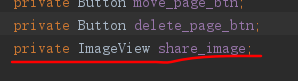 private Button move_page_btn;
private Button delete_page_btn;
private ImageView share_image;